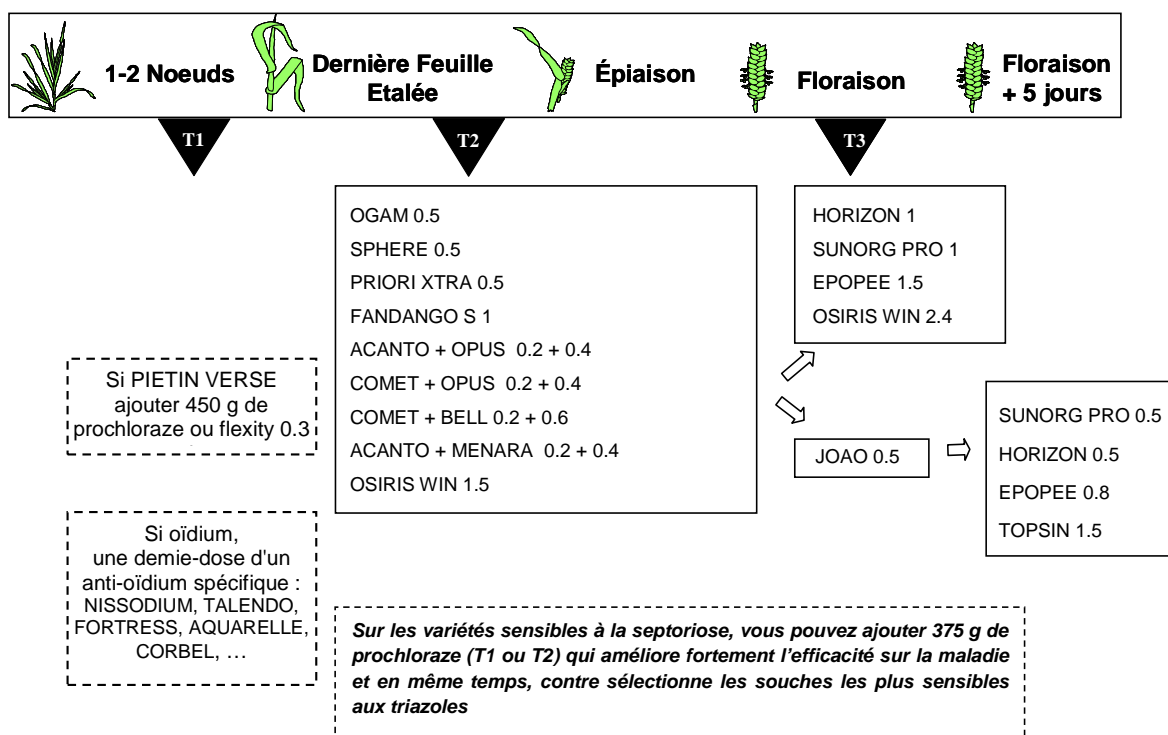 1-2 Noeuds
Dernière Feuille
Etalée
Épiaison
Floraison
Floraison
+ 5 jours
T1
T2
T3
Si PIETIN VERSE
ajouter 450 g de
prochloraze ou flexity 0.3
Si oïdium,
une demie-dose d'un
anti-oïdium spécifique :
NISSODIUM, TALENDO,
FORTRESS, AQUARELLE,
CORBEL, …
OGAM 0.5
SPHERE 0.5
PRIORI XTRA 0.5
FANDANGO S 1
ACANTO + OPUS 0.2 + 0.4
COMET + OPUS 0.2 + 0.4
COMET + BELL 0.2 + 0.6
ACANTO + MENARA 0.2 + 0.4
OSIRIS WIN 1.5
HORIZON 1
SUNORG PRO 1
EPOPEE 1.5
OSIRIS WIN 2.4
JOAO 0.5
SUNORG PRO 0.5
HORIZON 0.5
EPOPEE 0.8
TOPSIN 1.5
Sur les variétés sensibles à la septoriose, vous pouvez ajouter 375 g de
prochloraze (T1 ou T2) qui améliore fortement l'efficacité sur la maladie
et en même temps, contre sélectionne les souches les plus sensibles
aux triazoles